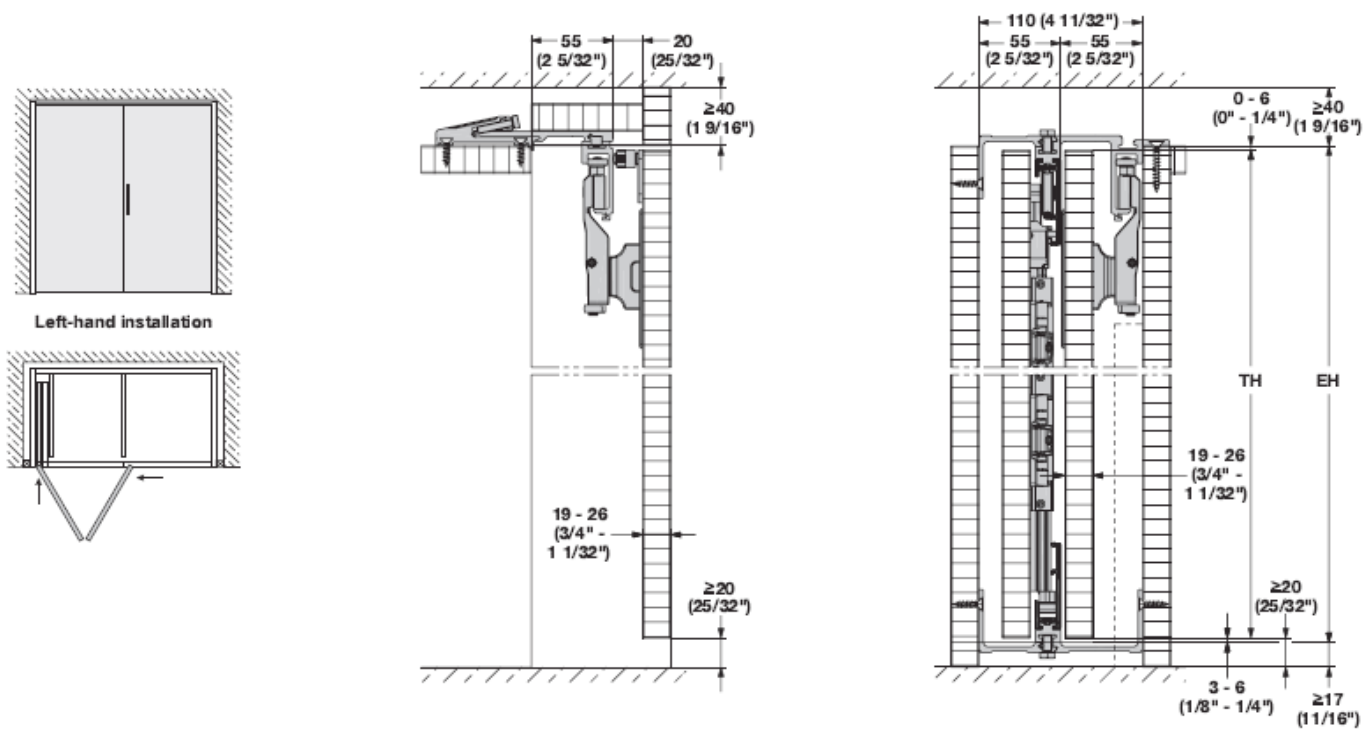 Left-hand installation
55
(2 5/32")
20
(25/32")
≥40
(1 9/16")
19 - 26
(3/4" -
1 1/32")
≥20
(25/32")
110 (4 11/32")
55
(2 5/32")
55
(2 5/32")
0 - 6
(0" - 1/4")
≥40
(1 9/16")
TH
EH
19 - 26
(3/4" -
1 1/32")
≥20
(25/32")
3 - 6
(1/8" - 1/4")
≥17
(11/16")